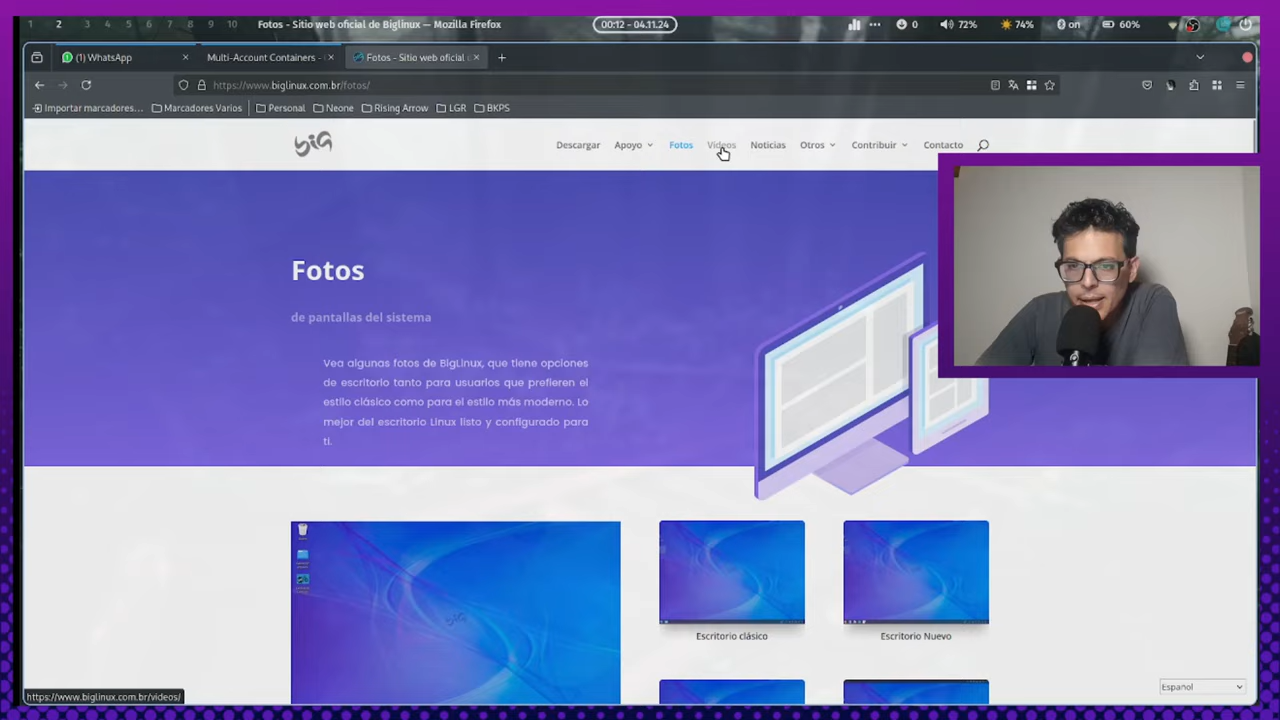 1 2 3 4 5 6 7 8 9 10
Fotos - Sitio web oficial de Biglinux — Mozilla Firefox
00:12 - 04.11.24
0 72% 74% on 60%
(1) WhatsApp
Multi-Account Containers -
Fotos - Sitio web oficial
https://www.biglinux.com.br/fotos/
Importar marcadores...
Marcadores Varios
Personal
Neone
Rising Arrow
LGR
BKPS
big
Descargar
Apoyo
Fotos
Vídeos
Noticias
Otros
Contribuir
Contacto
Fotos
de pantallas del sistema
Vea algunas fotos de BigLinux, que tiene opciones
de escritorio tanto para usuarios que prefieren el
estilo clásico como para el estilo más moderno. Lo
mejor del escritorio Linux listo y configurado para
ti.
big
Escritorio clásico
Escritorio Nuevo
https://www.biglinux.com.br/videos/
Español